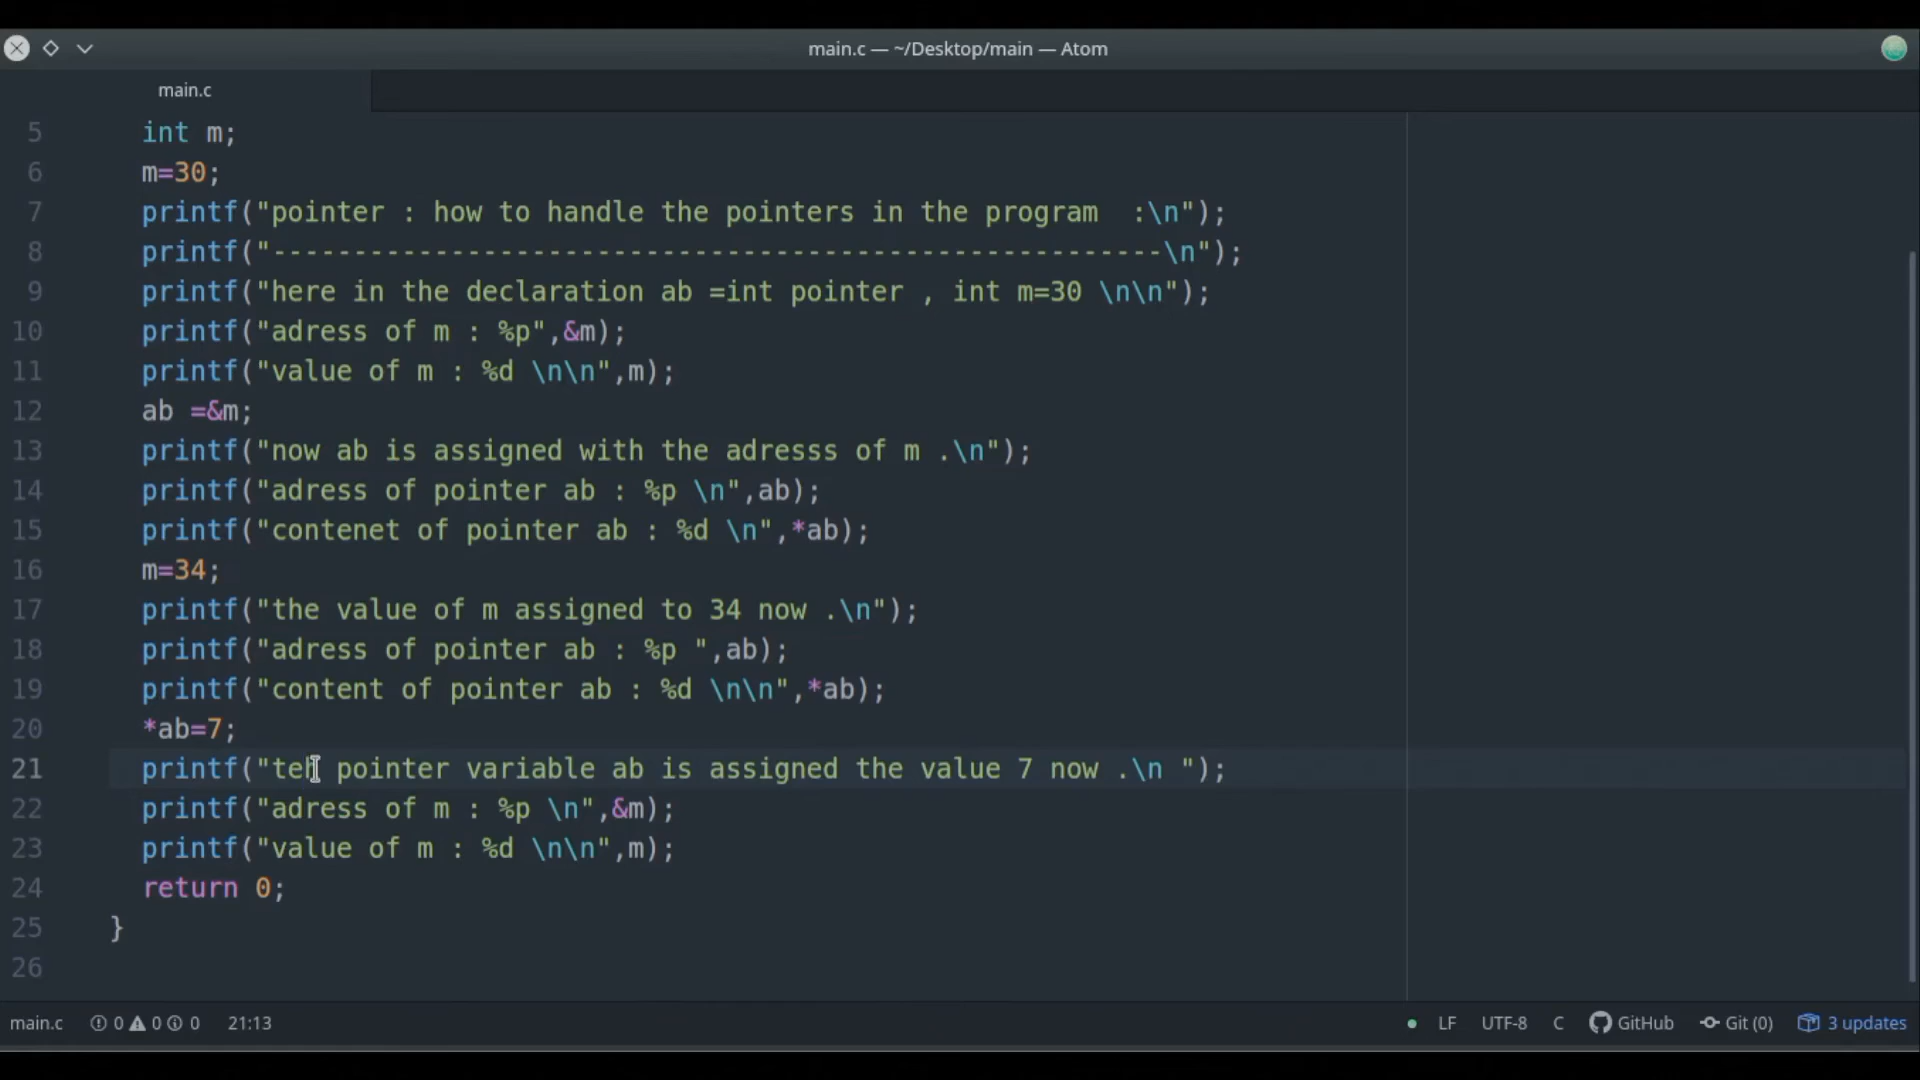 main.c — ~/Desktop/main — Atom
main.c
5 int m;
6 m=30;
7 printf("pointer : how to handle the pointers in the program  :\n");
8 printf("-------------------------------------------------------\n");
9 printf("here in the declaration ab =int pointer , int m=30 \n\n");
10 printf("adress of m : %p",&m);
11 printf("value of m : %d \n\n",m);
12 ab =&m;
13 printf("now ab is assigned with the adresss of m .\n");
14 printf("adress of pointer ab : %p \n",ab);
15 printf("contenet of pointer ab : %d \n",*ab);
16 m=34;
17 printf("the value of m assigned to 34 now .\n");
18 printf("adress of pointer ab : %p ",ab);
19 printf("content of pointer ab : %d \n\n",*ab);
20 *ab=7;
21 printf("teh pointer variable ab is assigned the value 7 now .\n ");
22 printf("adress of m : %p \n",&m);
23 printf("value of m : %d \n\n",m);
24 return 0;
25 }
26
main.c 0 0 0 21:13 LF UTF-8 C GitHub Git (0) 3 updates